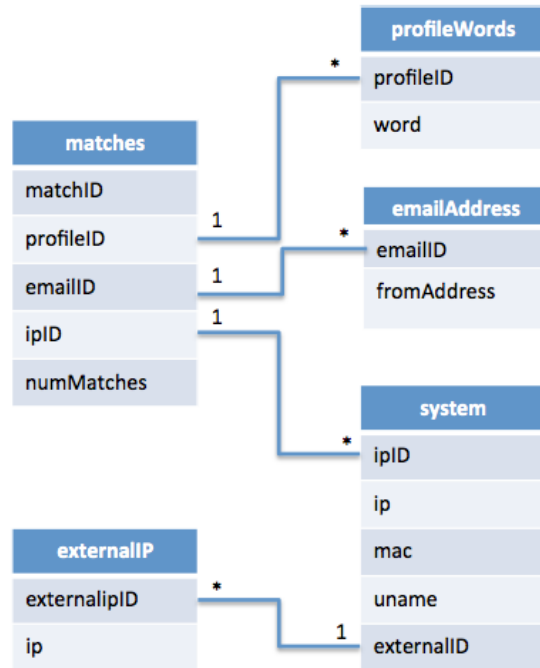 profileWords
*
profileID
word
matches
matchID
profileID
1
emailID
1
ipID
1
numMatches
emailAddress
*
emailID
fromAddress
system
*
ipID
ip
mac
uname
1
externalID
externalIP
externalipID
*
ip